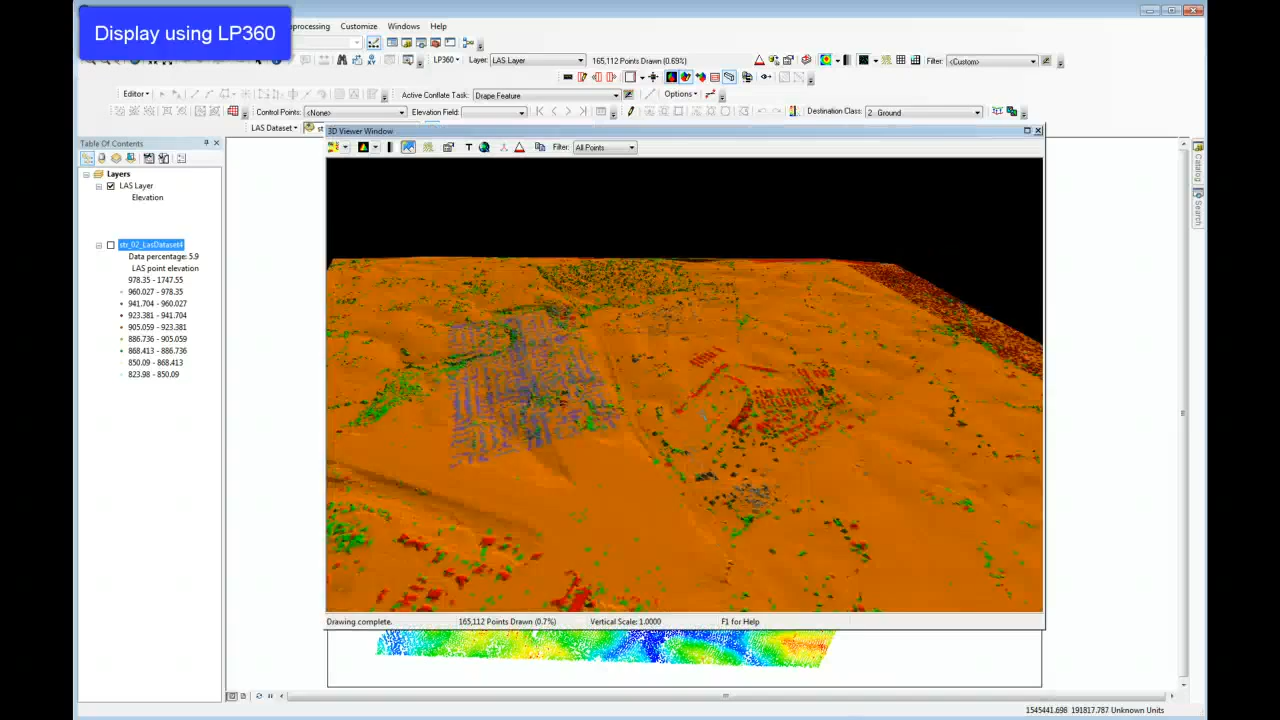 Display using LP360
Customize Windows Help
LP360 Layer: LAS Layer 165,112 Points Drawn (0.69%) Filter: <Custom>
Editor Active Conflate Task: Drape Feature Options
Control Points: <None> Elevation Field: Destination Class: 2 Ground
LAS Dataset
Table Of Contents
Layers
LAS Layer
Elevation
str_02_LasDataset4
Data percentage: 5.9
LAS point elevation
978.35 - 1747.55
960.027 - 978.35
941.704 - 960.027
923.381 - 941.704
905.059 - 923.381
886.736 - 905.059
868.413 - 886.736
850.09 - 868.413
823.98 - 850.09
3D Viewer Window
Filter: All Points
Drawing complete. 165,112 Points Drawn (0.7%) Vertical Scale: 1.0000 F1 for Help
Catalog
Search
1545441.698 191817.787 Unknown Units